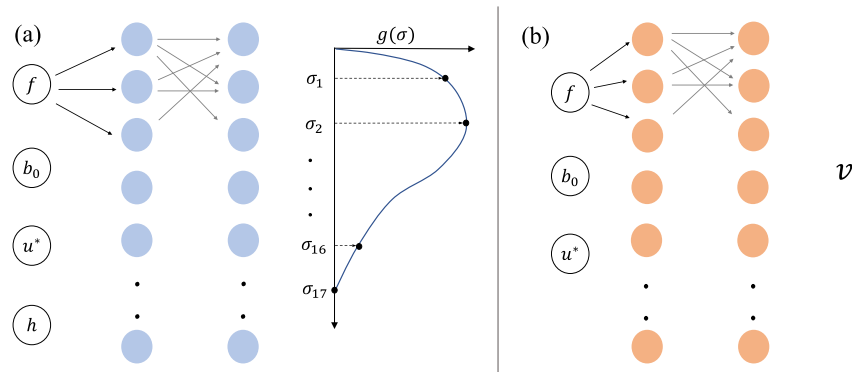 (a)
f
b₀
u*
h
g(σ)
σ₁
σ₂
.
.
.
σ₁₆
σ₁₇
(b)
f
b₀
u*
ν